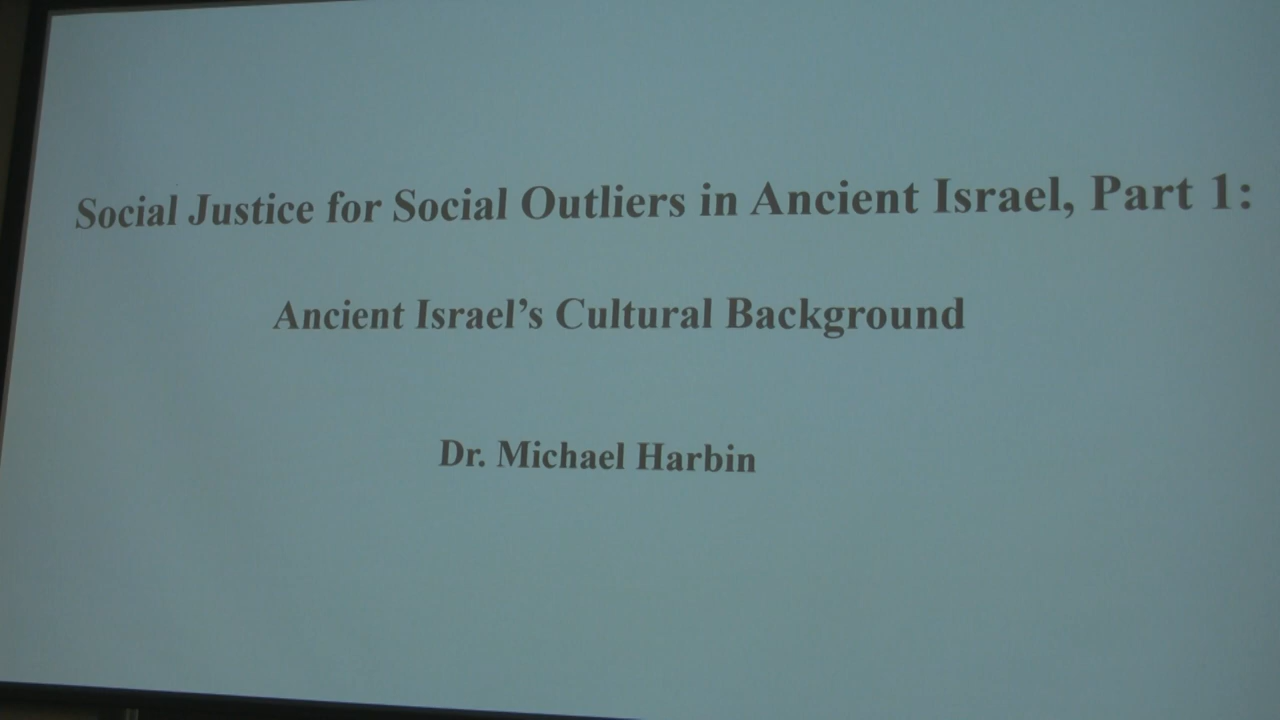 Social Justice for Social Outliers in Ancient Israel, Part 1:
Ancient Israel’s Cultural Background
Dr. Michael Harbin